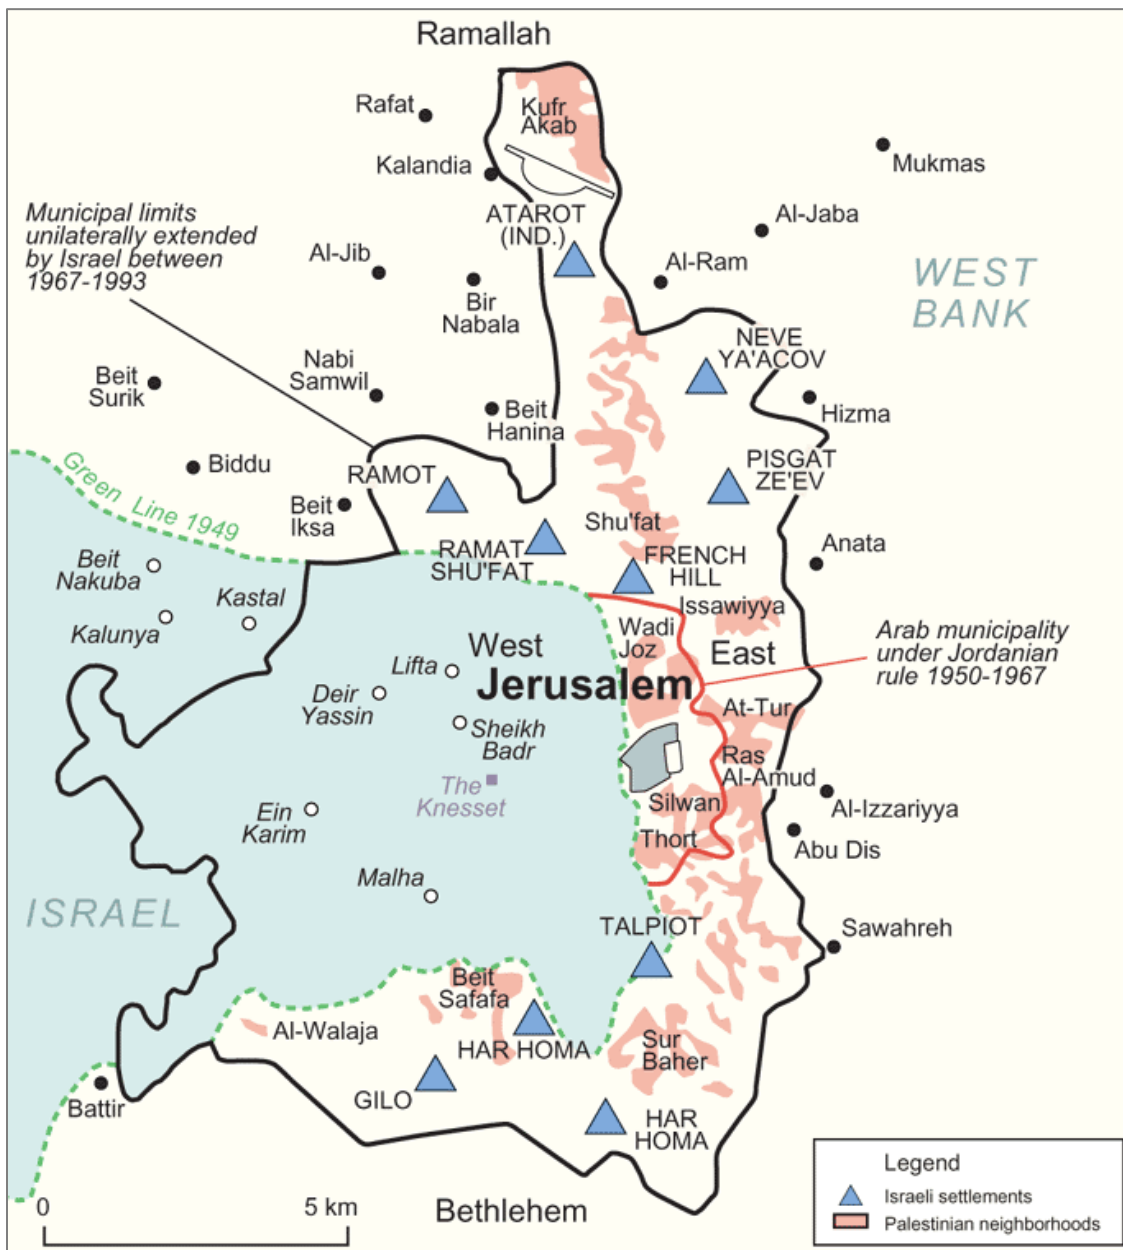 Ramallah
Rafat
Kufr
Akab
Kalandia
Mukmas
Municipal limits
unilaterally extended
by Israel between
1967-1993
ATAROT
(IND.)
Al-Jaba
Al-Jib
Al-Ram
WEST
BANK
Bir
Nabala
NEVE
YA'ACOV
Nabi
Samwil
Beit
Surik
Beit
Hanina
Hizma
Green Line 1949
Biddu
RAMOT
PISGAT
ZE'EV
Beit
Iksa
Shu'fat
RAMAT
SHU'FAT
FRENCH
HILL
Anata
Beit
Nakuba
Kastal
Kalunya
Issawiyya
Wadi
Joz
Arab municipality
under Jordanian
rule 1950-1967
West
East
Jerusalem
Lifta
Deir
Yassin
Sheikh
Badr
At-Tur
The
Knesset
Ras
Al-Amud
Silwan
Al-Izzariyya
Ein
Karim
Thort
Abu Dis
Malha
ISRAEL
TALPIOT
Sawahreh
Beit
Safafa
Al-Walaja
HAR HOMA
Sur
Baher
GILO
Battir
HAR
HOMA
Legend
Israeli settlements
Palestinian neighborhoods
0
5 km
Bethlehem